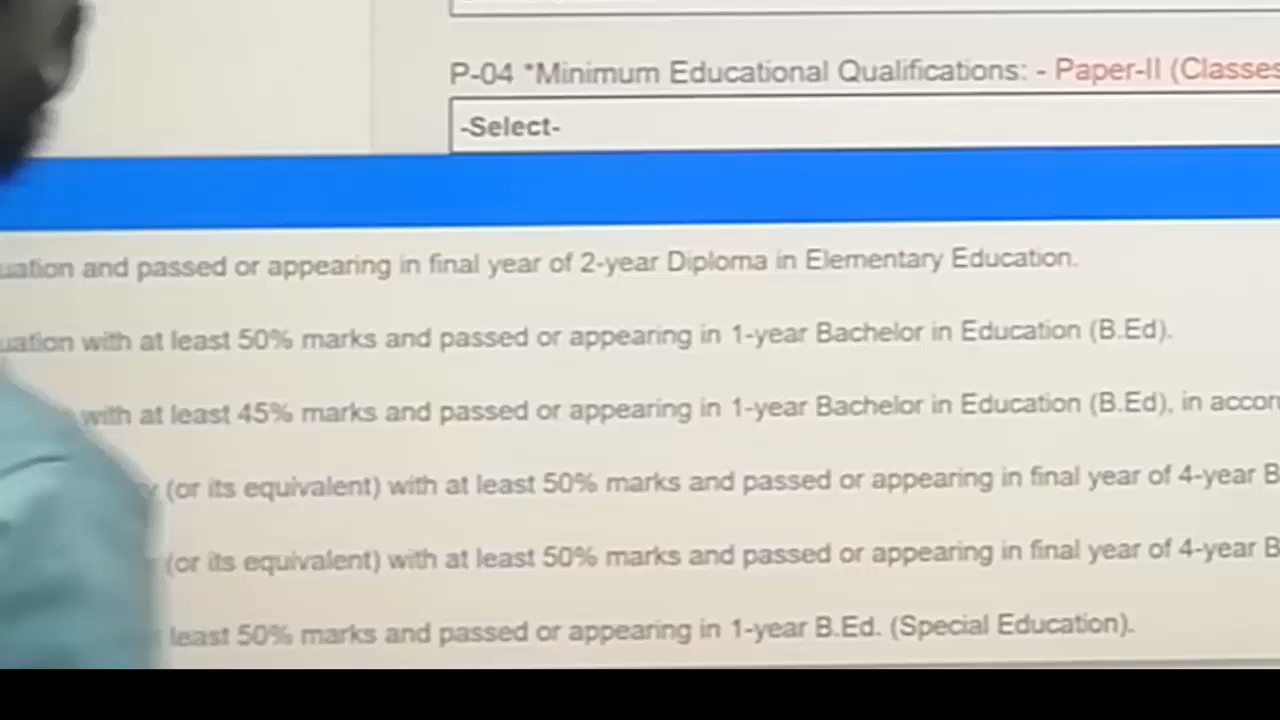 P-04 *Minimum Educational Qualifications: - Paper-II (Classes
-Select-
uation and passed or appearing in final year of 2-year Diploma in Elementary Education.
uation with at least 50% marks and passed or appearing in 1-year Bachelor in Education (B.Ed).
with at least 45% marks and passed or appearing in 1-year Bachelor in Education (B.Ed), in accor
(or its equivalent) with at least 50% marks and passed or appearing in final year of 4-year B
(or its equivalent) with at least 50% marks and passed or appearing in final year of 4-year B
least 50% marks and passed or appearing in 1-year B.Ed. (Special Education).